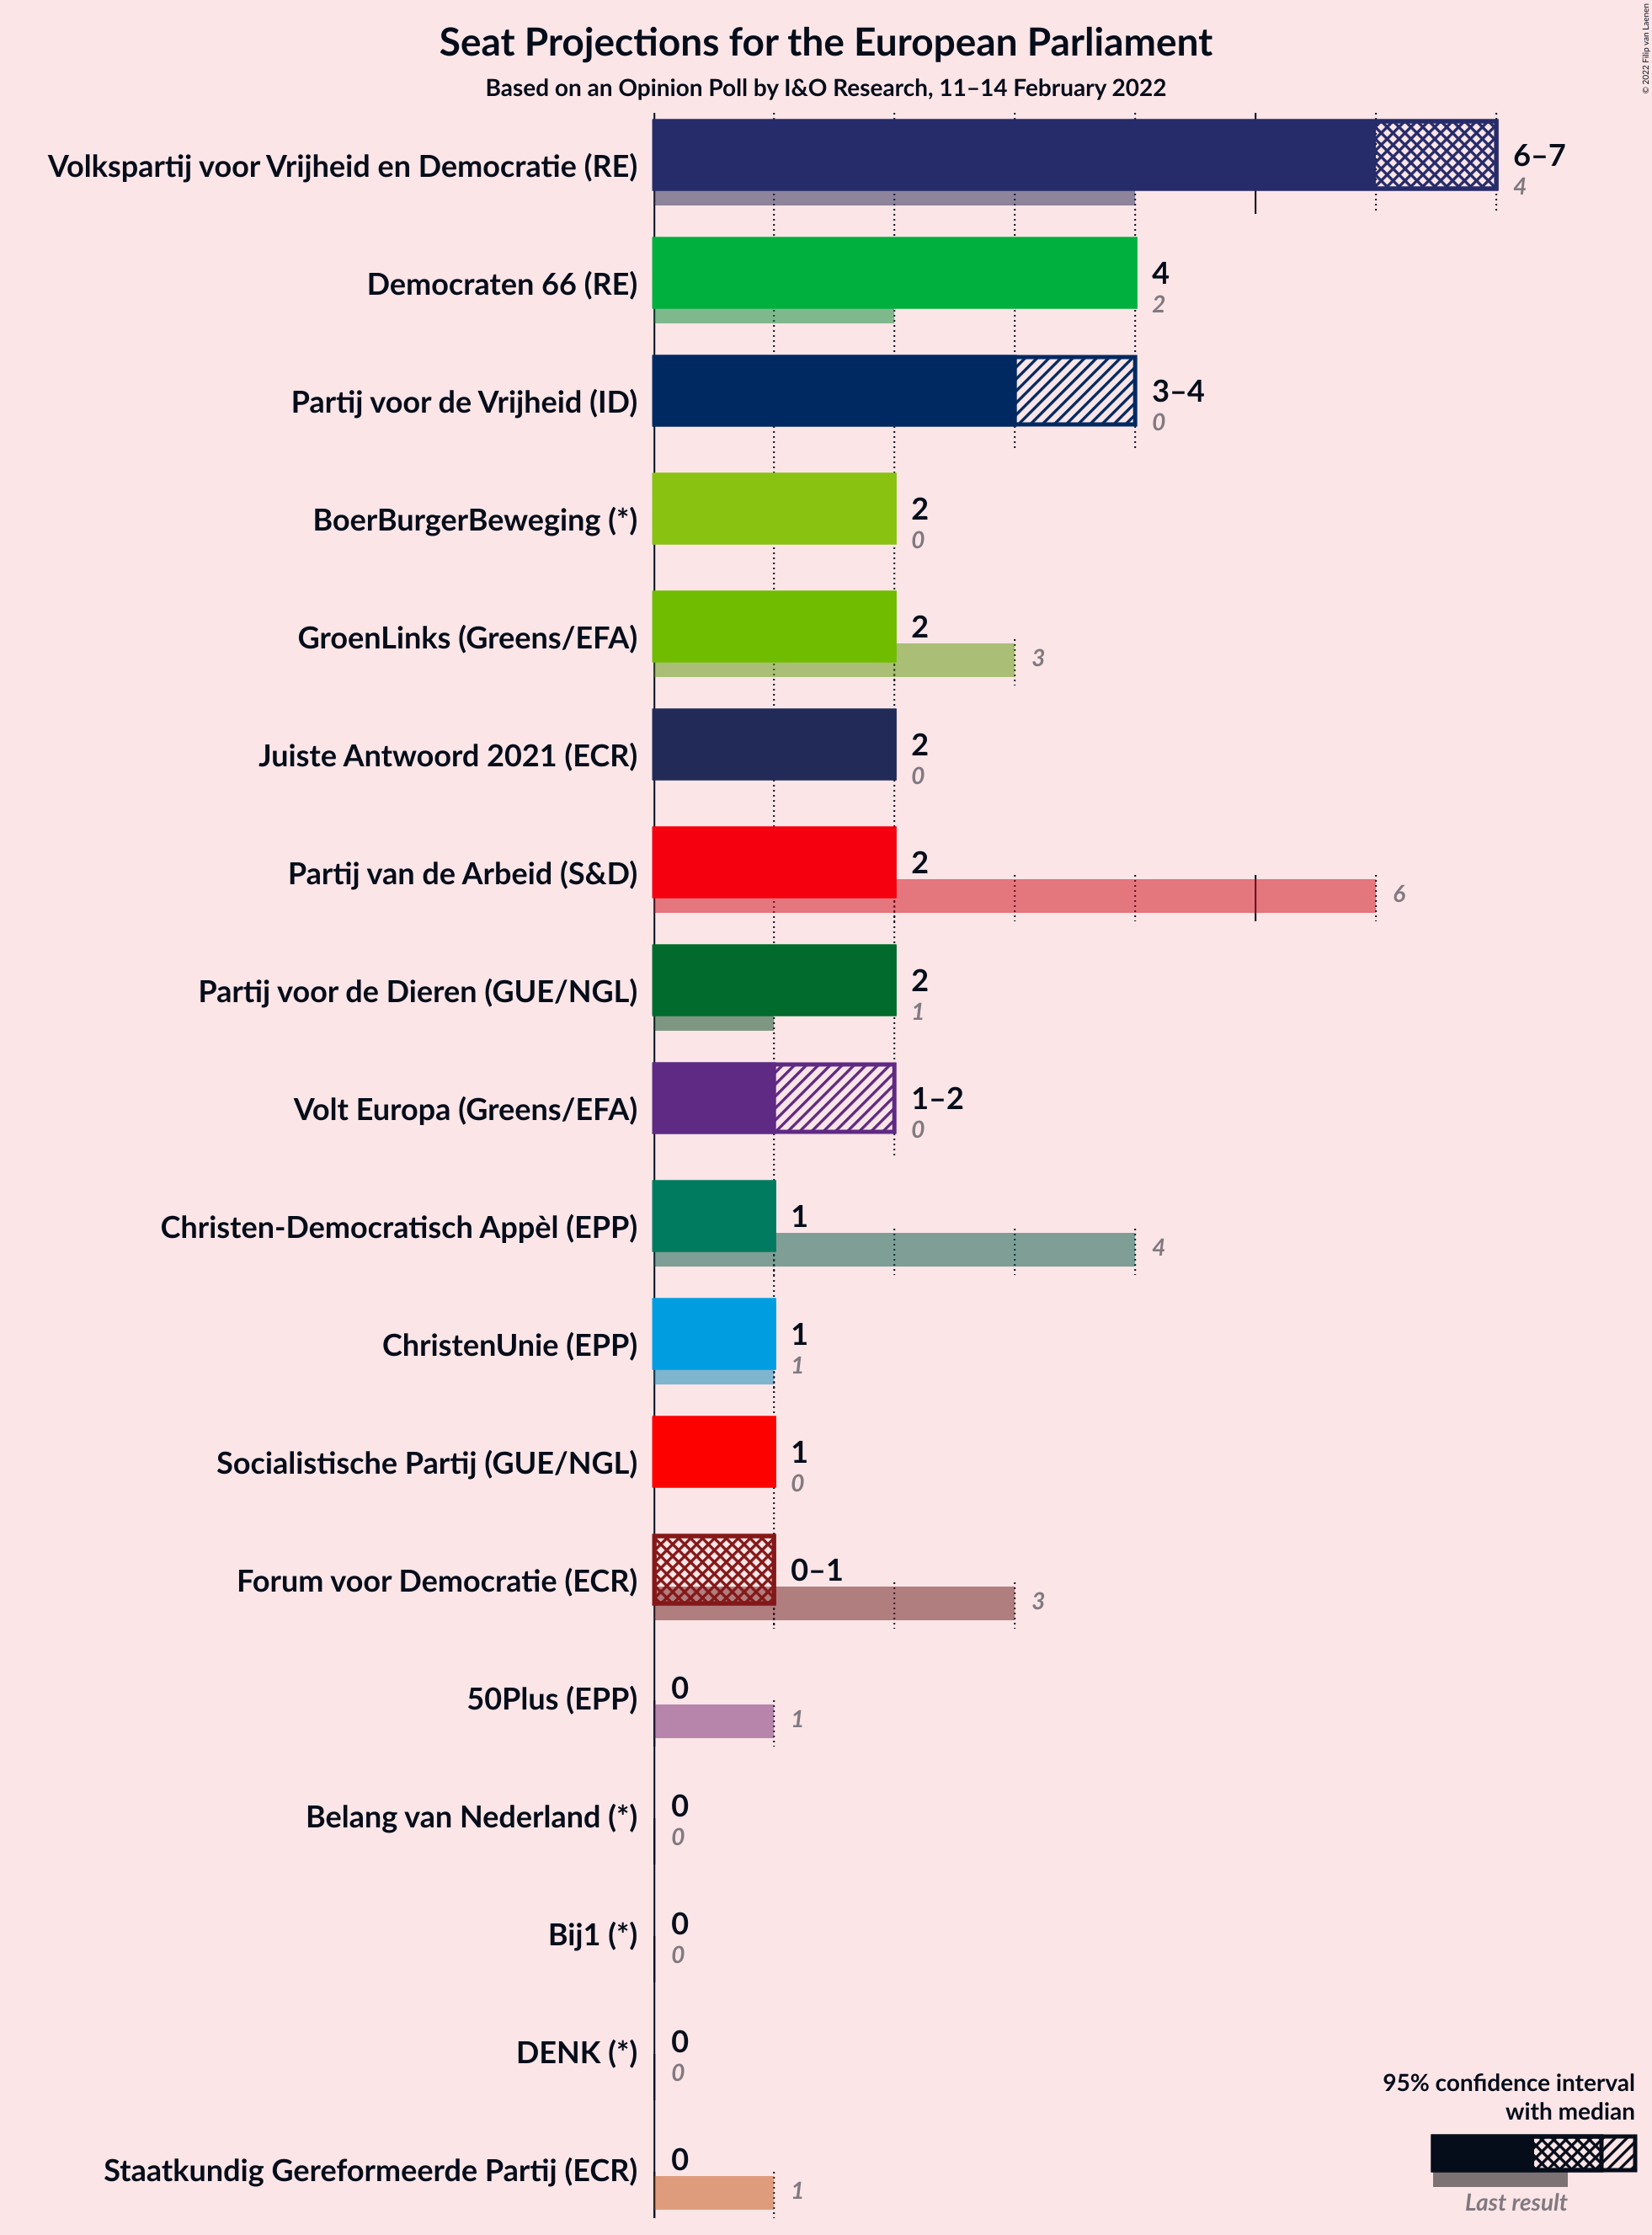 Seat Projections for the European Parliament
Based on an Opinion Poll by I&O Research, 11–14 February 2022
© 2022 Filip van Laenen
Volkspartij voor Vrijheid en Democratie (RE)
6–7
4
Democraten 66 (RE)
4
2
Partij voor de Vrijheid (ID)
3–4
0
BoerBurgerBeweging (*)
2
0
GroenLinks (Greens/EFA)
2
3
Juiste Antwoord 2021 (ECR)
2
0
Partij van de Arbeid (S&D)
2
6
Partij voor de Dieren (GUE/NGL)
2
1
Volt Europa (Greens/EFA)
1–2
0
Christen-Democratisch Appèl (EPP)
1
4
ChristenUnie (EPP)
1
1
Socialistische Partij (GUE/NGL)
1
0
Forum voor Democratie (ECR)
0–1
3
50Plus (EPP)
0
1
Belang van Nederland (*)
0
0
Bij1 (*)
0
0
DENK (*)
0
0
Staatkundig Gereformeerde Partij (ECR)
0
1
95% confidence interval
with median
Last result